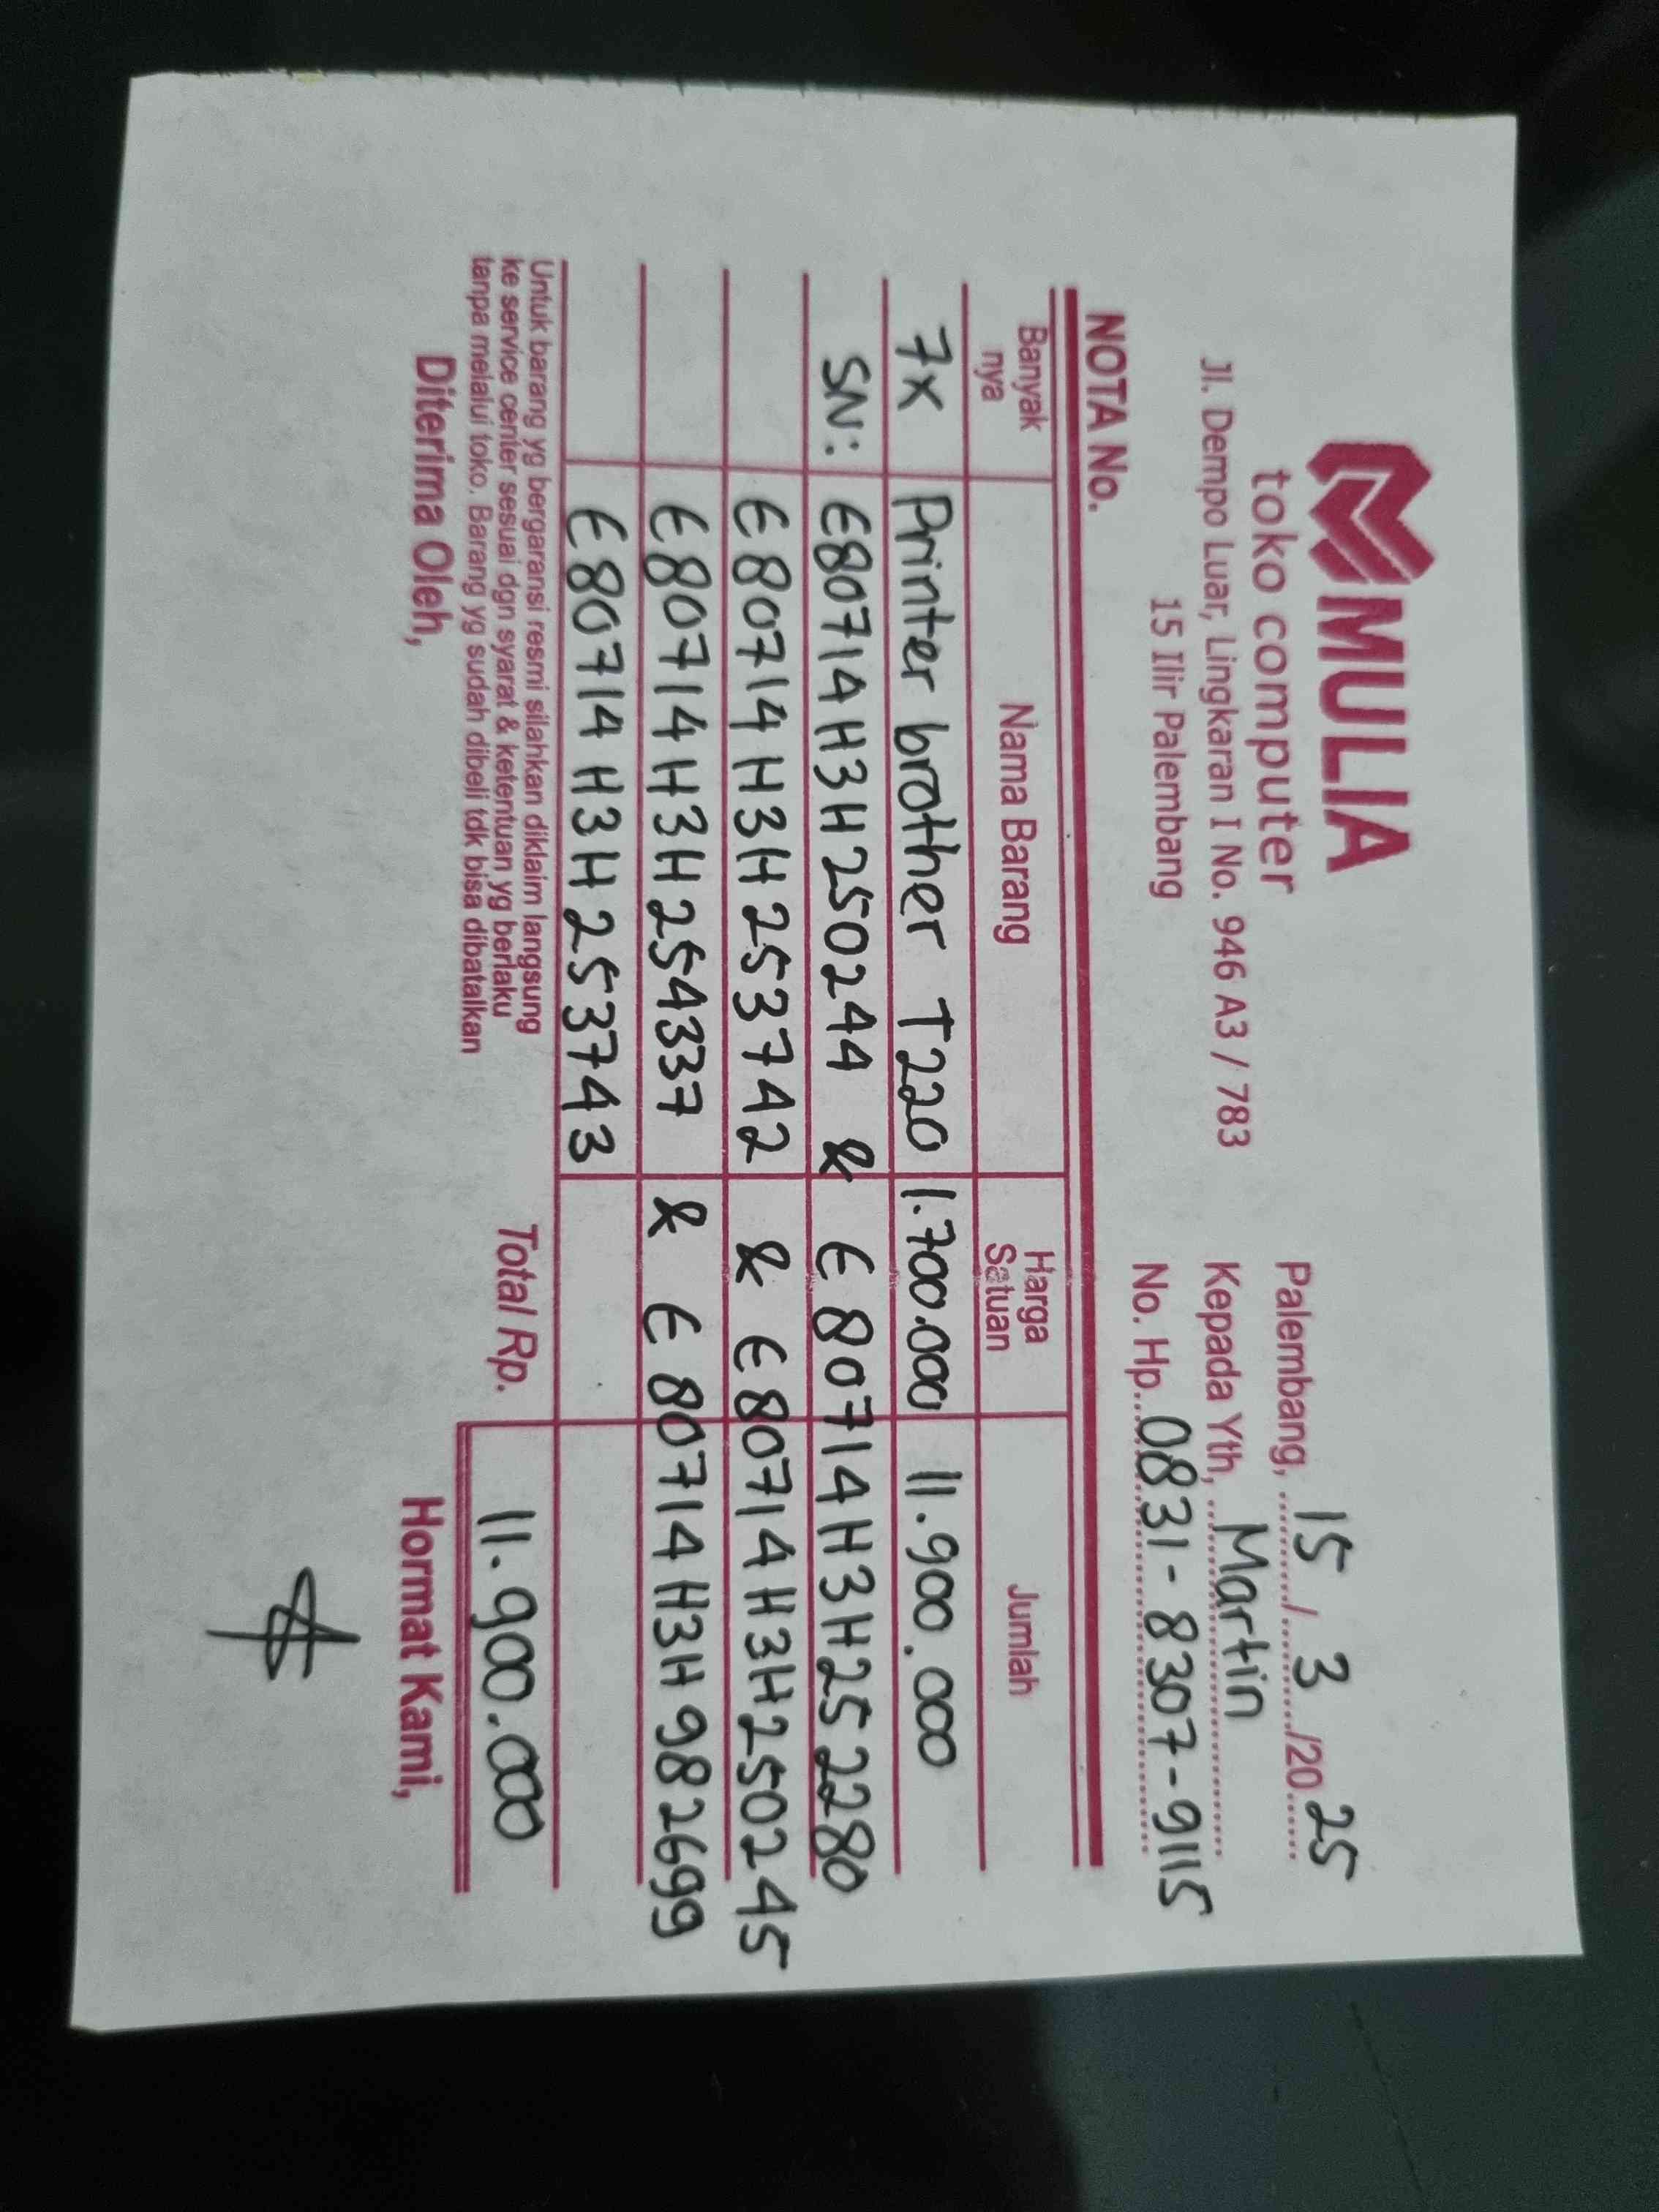 MULIA
toko computer
Jl. Dempo Luar, Lingkaran I No. 946 A3 / 783
15 Ilir Palembang
Palembang, 15 / 3 /20 25
Kepada Yth, Martin
No. Hp. 0831-8307-9115
NOTA No.
Banyak nya Nama Barang Harga Satuan Jumlah
7x Printer brother T220 1.700.000 11.900.000
SN: E80714H3H250244 & E80714H3H252280
E80714H3H253742 & E80714H3H250245
E80714H3H254337 & E80714H3H982699
E80714H3H253743
Untuk barang yg bergaransi resmi silahkan diklaim langsung
ke service center sesuai dgn syarat & ketentuan yg berlaku
tanpa melalui toko. Barang yg sudah dibeli tdk bisa dibatalkan
Total Rp. 11.900.000
Diterima Oleh, Hormat Kami,